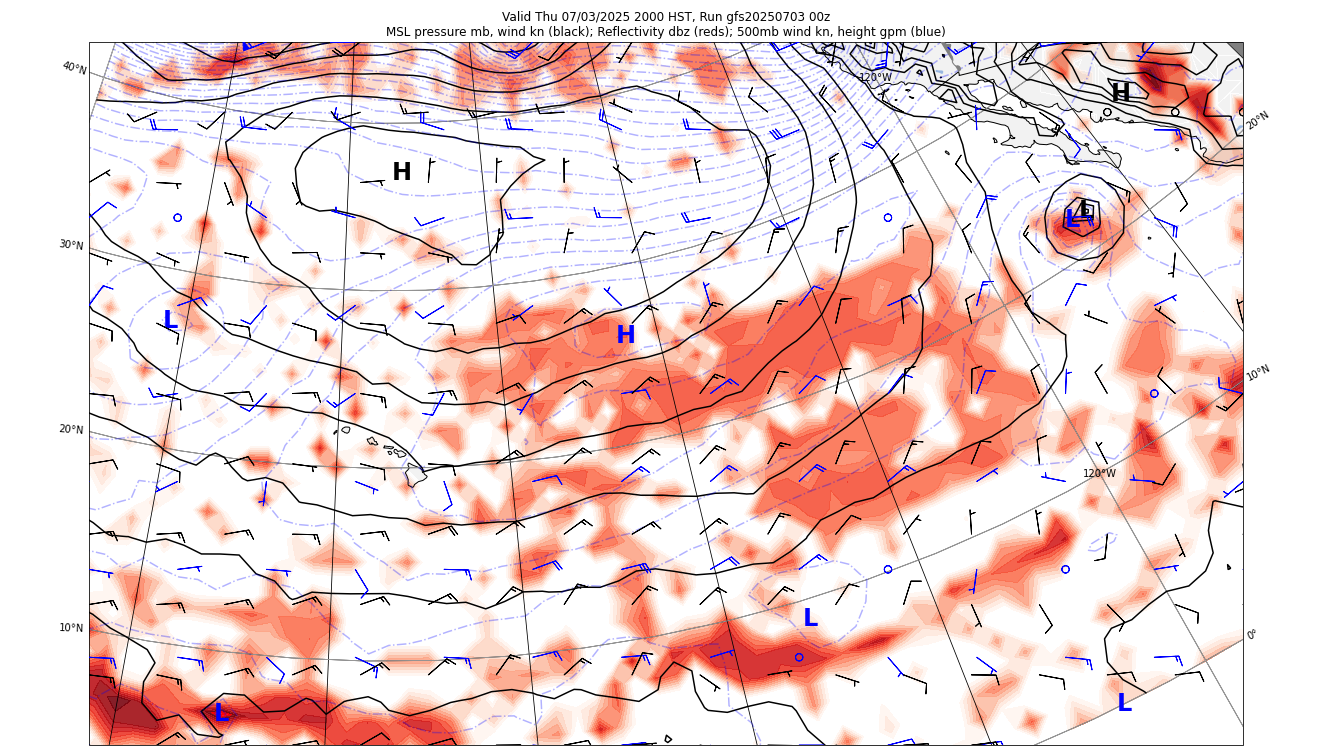 Valid Thu 07/03/2025 2000 HST, Run gfs20250703 00z
MSL pressure mb, wind kn (black); Reflectivity dbz (reds); 500mb wind kn, height gpm (blue)
40°N
120°W
H
20°N
H
L
L
30°N
L
H
10°N
20°N
120°W
10°N
L
0°
L
L